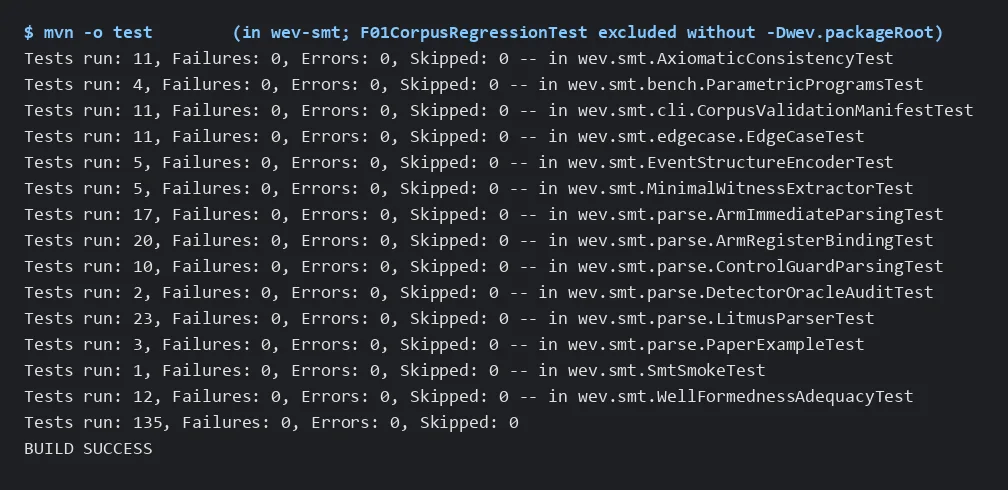 $ mvn -o test        (in wev-smt; F01CorpusRegressionTest excluded without -Dwev.packageRoot)
Tests run: 11, Failures: 0, Errors: 0, Skipped: 0 -- in wev.smt.AxiomaticConsistencyTest
Tests run: 4, Failures: 0, Errors: 0, Skipped: 0 -- in wev.smt.bench.ParametricProgramsTest
Tests run: 11, Failures: 0, Errors: 0, Skipped: 0 -- in wev.smt.cli.CorpusValidationManifestTest
Tests run: 11, Failures: 0, Errors: 0, Skipped: 0 -- in wev.smt.edgecase.EdgeCaseTest
Tests run: 5, Failures: 0, Errors: 0, Skipped: 0 -- in wev.smt.EventStructureEncoderTest
Tests run: 5, Failures: 0, Errors: 0, Skipped: 0 -- in wev.smt.MinimalWitnessExtractorTest
Tests run: 17, Failures: 0, Errors: 0, Skipped: 0 -- in wev.smt.parse.ArmImmediateParsingTest
Tests run: 20, Failures: 0, Errors: 0, Skipped: 0 -- in wev.smt.parse.ArmRegisterBindingTest
Tests run: 10, Failures: 0, Errors: 0, Skipped: 0 -- in wev.smt.parse.ControlGuardParsingTest
Tests run: 2, Failures: 0, Errors: 0, Skipped: 0 -- in wev.smt.parse.DetectorOracleAuditTest
Tests run: 23, Failures: 0, Errors: 0, Skipped: 0 -- in wev.smt.parse.LitmusParserTest
Tests run: 3, Failures: 0, Errors: 0, Skipped: 0 -- in wev.smt.parse.PaperExampleTest
Tests run: 1, Failures: 0, Errors: 0, Skipped: 0 -- in wev.smt.SmtSmokeTest
Tests run: 12, Failures: 0, Errors: 0, Skipped: 0 -- in wev.smt.WellFormednessAdequacyTest
Tests run: 135, Failures: 0, Errors: 0, Skipped: 0
BUILD SUCCESS